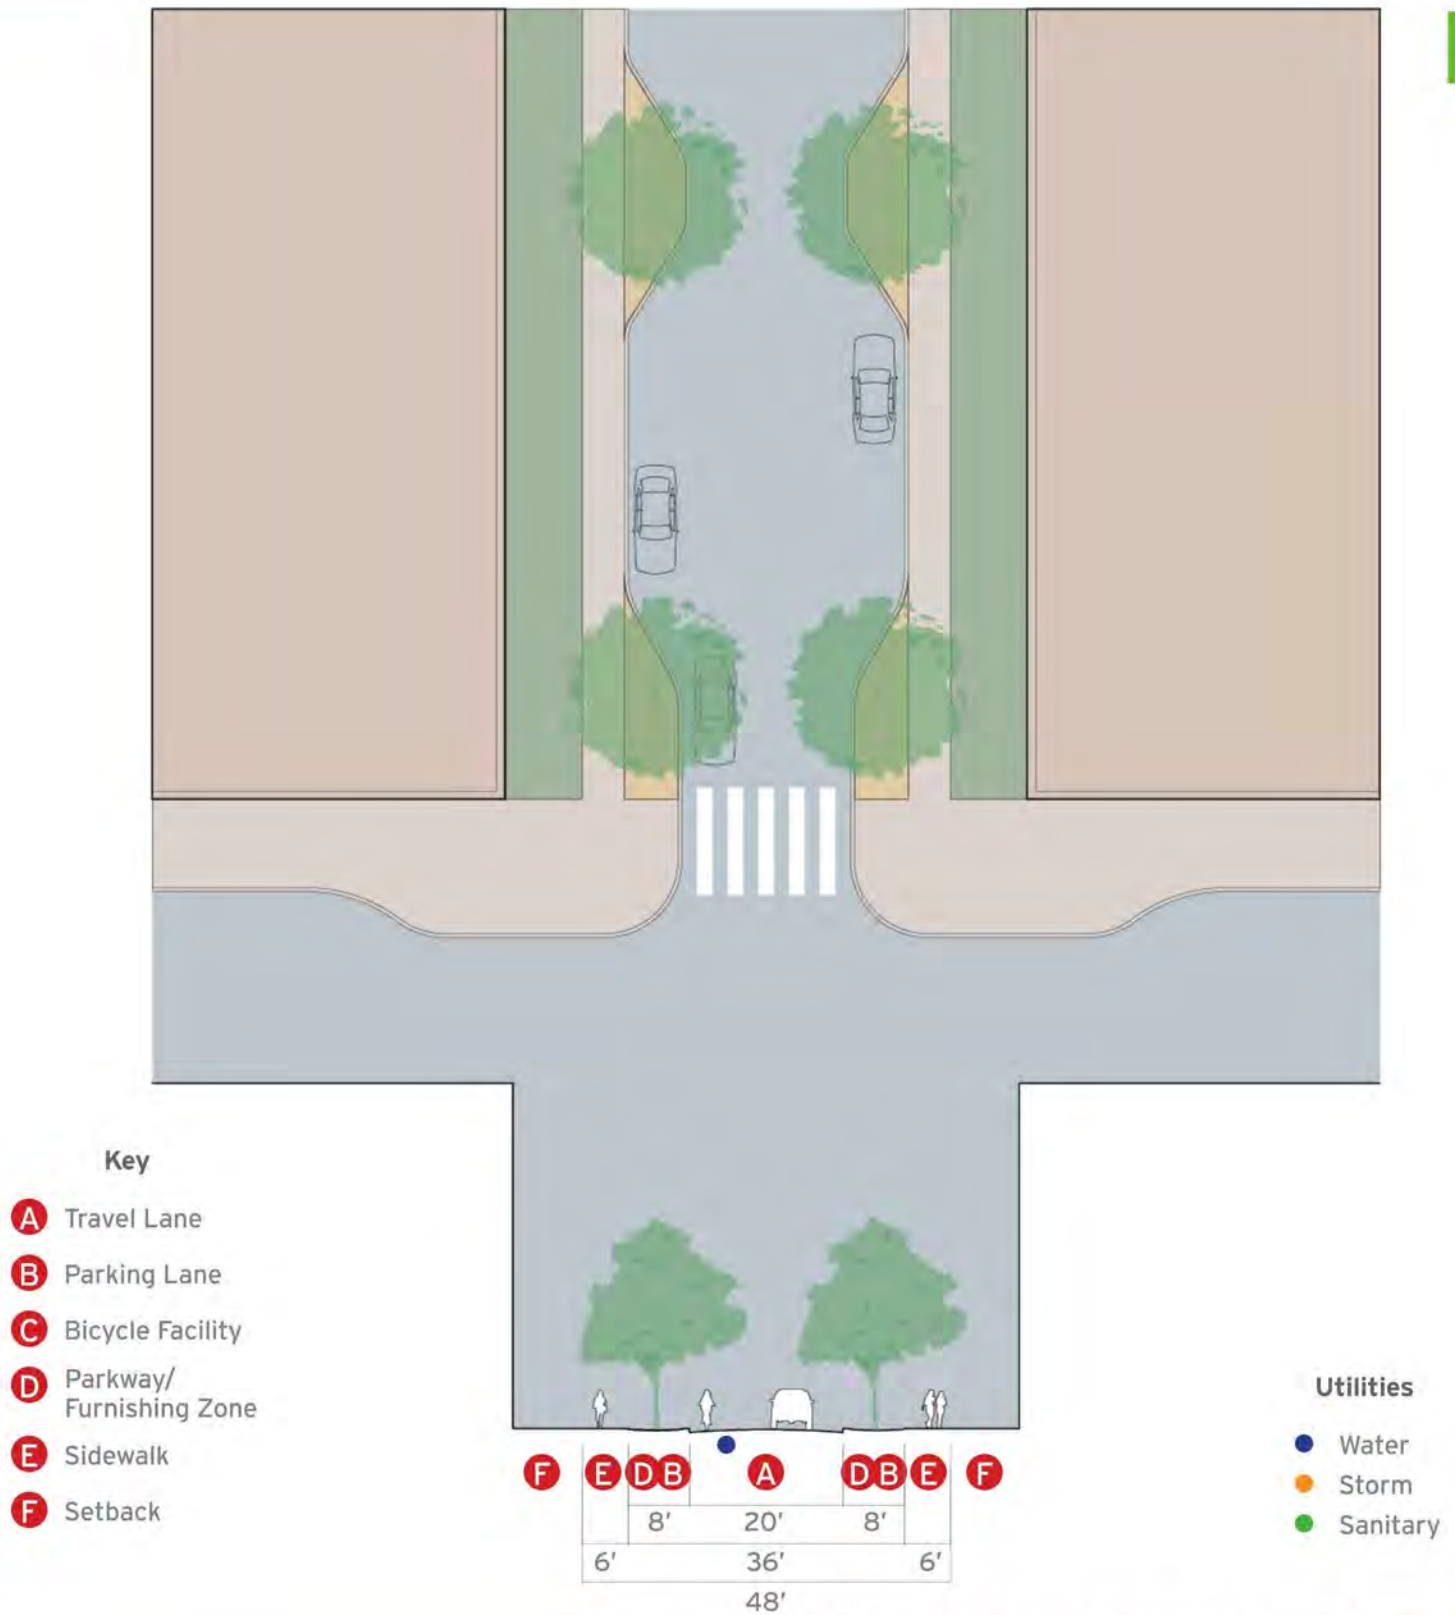 Key
A Travel Lane
B Parking Lane
C Bicycle Facility
D Parkway/
Furnishing Zone
E Sidewalk
F Setback
Utilities
Water
Storm
Sanitary
F E D B A D B E F
8' 20' 8'
6' 36' 6'
48'